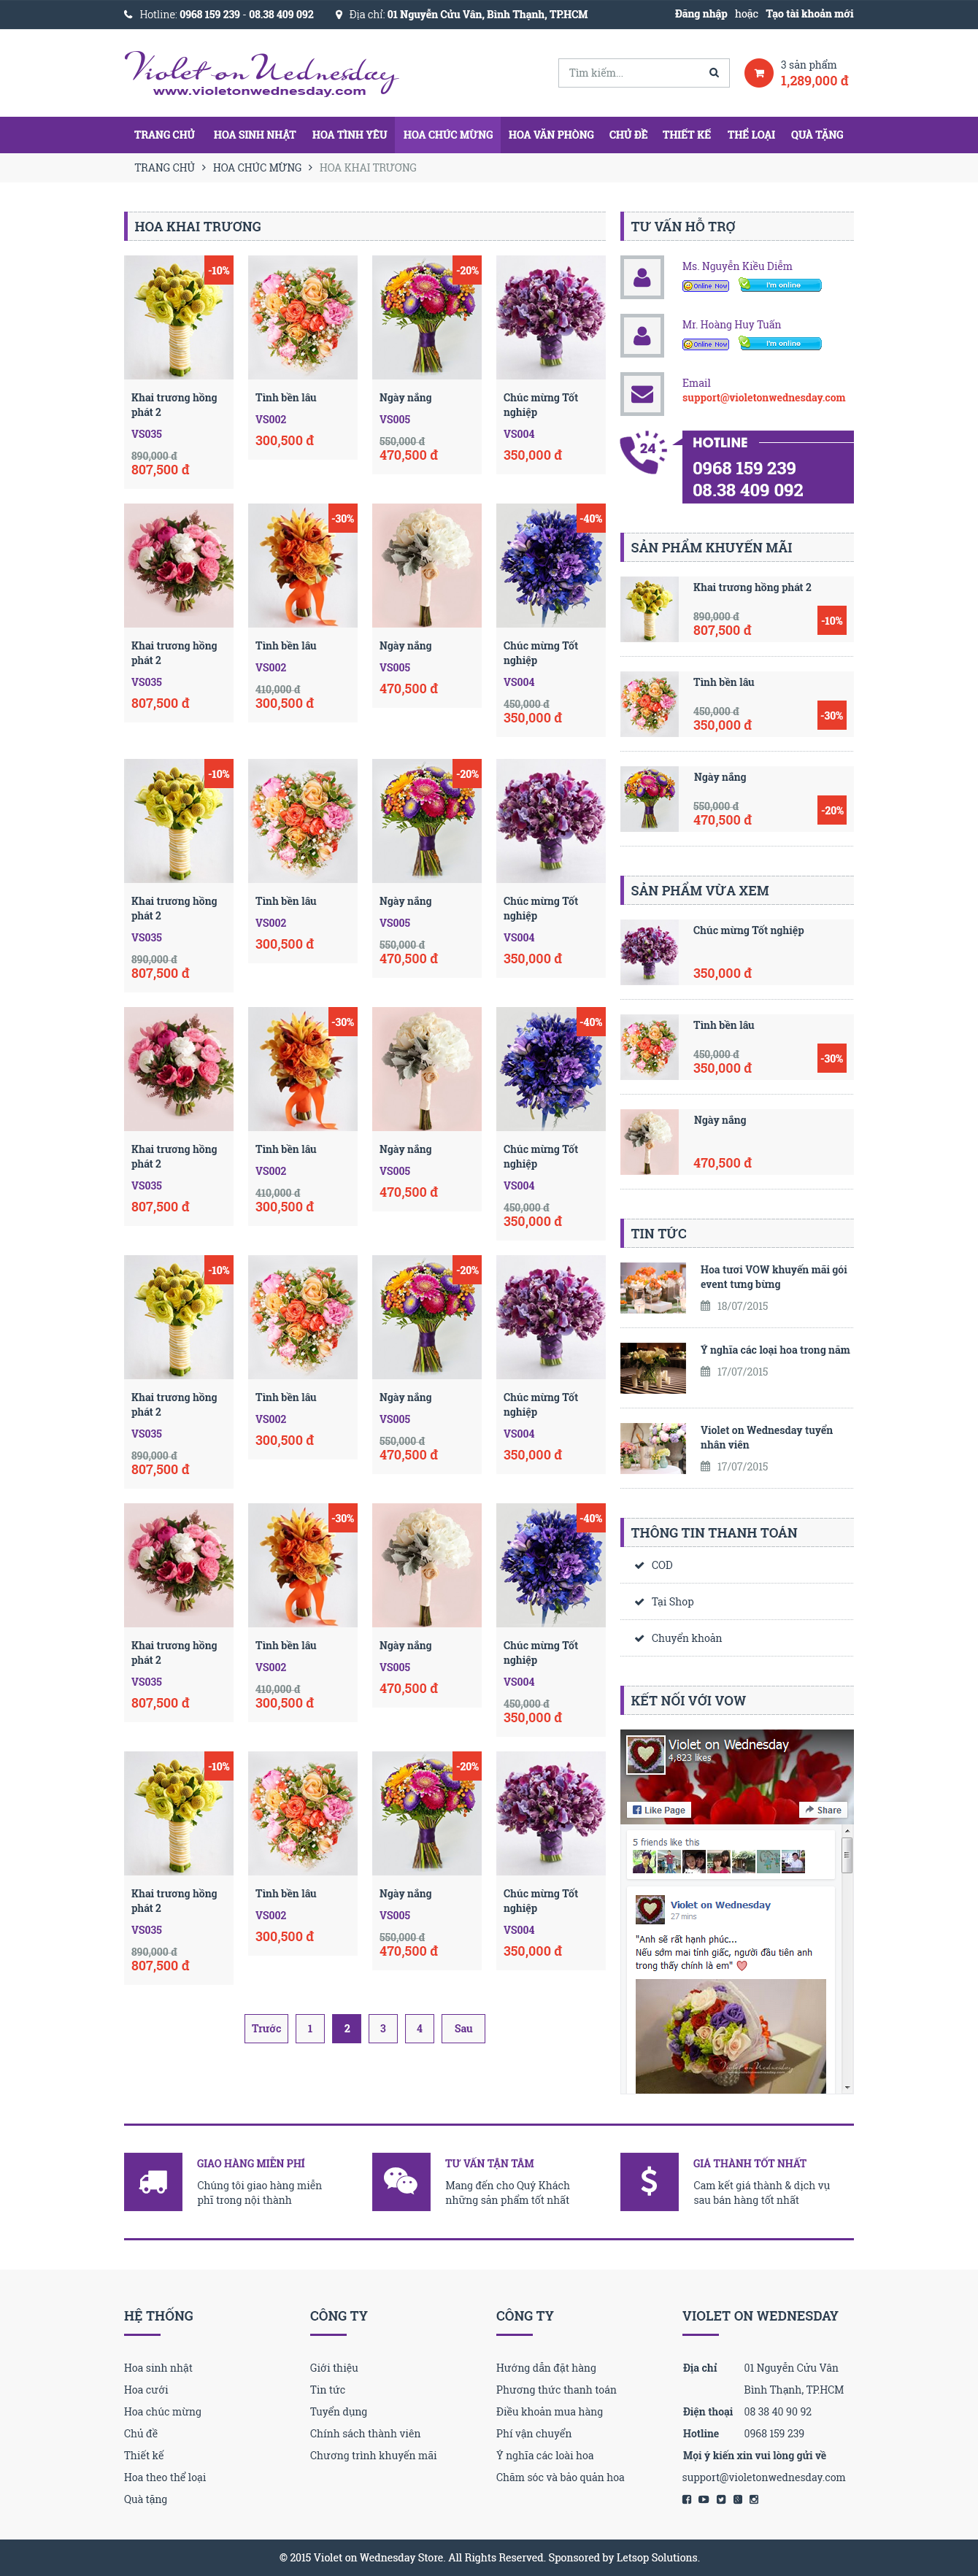 Hotline: 0968 159 239 - 08.38 409 092
Địa chỉ: 01 Nguyễn Cửu Vân, Bình Thạnh, TP.HCM
Đăng nhập hoặc Tạo tài khoản mới
Violet on Wednesday
www.violetonwednesday.com
Tìm kiếm...
3 sản phẩm
1,289,000 đ
TRANG CHỦ HOA SINH NHẬT HOA TÌNH YÊU HOA CHÚC MỪNG HOA VĂN PHÒNG CHỦ ĐỀ THIẾT KẾ THỂ LOẠI QUÀ TẶNG
TRANG CHỦ > HOA CHÚC MỪNG > HOA KHAI TRƯƠNG
HOA KHAI TRƯƠNG
-10%
-20%
Khai trương hồng
phát 2
VS035
890,000 đ
807,500 đ
Tình bền lâu
VS002
300,500 đ
Ngày nắng
VS005
550,000 đ
470,500 đ
Chúc mừng Tốt
nghiệp
VS004
350,000 đ
-30%
-40%
Khai trương hồng
phát 2
VS035
807,500 đ
Tình bền lâu
VS002
410,000 đ
300,500 đ
Ngày nắng
VS005
470,500 đ
Chúc mừng Tốt
nghiệp
VS004
450,000 đ
350,000 đ
-10%
-20%
Khai trương hồng
phát 2
VS035
890,000 đ
807,500 đ
Tình bền lâu
VS002
300,500 đ
Ngày nắng
VS005
550,000 đ
470,500 đ
Chúc mừng Tốt
nghiệp
VS004
350,000 đ
-30%
-40%
Khai trương hồng
phát 2
VS035
807,500 đ
Tình bền lâu
VS002
410,000 đ
300,500 đ
Ngày nắng
VS005
470,500 đ
Chúc mừng Tốt
nghiệp
VS004
450,000 đ
350,000 đ
-10%
-20%
Khai trương hồng
phát 2
VS035
890,000 đ
807,500 đ
Tình bền lâu
VS002
300,500 đ
Ngày nắng
VS005
550,000 đ
470,500 đ
Chúc mừng Tốt
nghiệp
VS004
350,000 đ
-30%
-40%
Khai trương hồng
phát 2
VS035
807,500 đ
Tình bền lâu
VS002
410,000 đ
300,500 đ
Ngày nắng
VS005
470,500 đ
Chúc mừng Tốt
nghiệp
VS004
450,000 đ
350,000 đ
-10%
-20%
Khai trương hồng
phát 2
VS035
890,000 đ
807,500 đ
Tình bền lâu
VS002
300,500 đ
Ngày nắng
VS005
550,000 đ
470,500 đ
Chúc mừng Tốt
nghiệp
VS004
350,000 đ
Trước 1 2 3 4 Sau
TƯ VẤN HỖ TRỢ
Ms. Nguyễn Kiều Diễm
Online Now I'm online
Mr. Hoàng Huy Tuấn
Online Now I'm online
Email
support@violetonwednesday.com
24
HOTLINE
0968 159 239
08.38 409 092
SẢN PHẨM KHUYẾN MÃI
Khai trương hồng phát 2
890,000 đ
807,500 đ
-10%
Tình bền lâu
450,000 đ
350,000 đ
-30%
Ngày nắng
550,000 đ
470,500 đ
-20%
SẢN PHẨM VỪA XEM
Chúc mừng Tốt nghiệp
350,000 đ
Tình bền lâu
450,000 đ
350,000 đ
-30%
Ngày nắng
470,500 đ
TIN TỨC
Hoa tươi VOW khuyến mãi gói
event tưng bừng
18/07/2015
Ý nghĩa các loại hoa trong năm
17/07/2015
Violet on Wednesday tuyển
nhân viên
17/07/2015
THÔNG TIN THANH TOÁN
COD
Tại Shop
Chuyển khoản
KẾT NỐI VỚI VOW
Violet on Wednesday
4,823 likes
Like Page
Share
5 friends like this
Violet on Wednesday
27 mins
"Anh sẽ rất hạnh phúc...
Nếu sớm mai tỉnh giấc, người đầu tiên anh
trong thấy chính là em"
Violet on Wednesday
GIAO HÀNG MIỄN PHÍ
Chúng tôi giao hàng miễn
phí trong nội thành
TƯ VẤN TẬN TÂM
Mang đến cho Quý Khách
những sản phẩm tốt nhất
GIÁ THÀNH TỐT NHẤT
Cam kết giá thành & dịch vụ
sau bán hàng tốt nhất
HỆ THỐNG
Hoa sinh nhật
Hoa cưới
Hoa chúc mừng
Chủ đề
Thiết kế
Hoa theo thể loại
Quà tặng
CÔNG TY
Giới thiệu
Tin tức
Tuyển dụng
Chính sách thành viên
Chương trình khuyến mãi
CÔNG TY
Hướng dẫn đặt hàng
Phương thức thanh toán
Điều khoản mua hàng
Phí vận chuyển
Ý nghĩa các loài hoa
Chăm sóc và bảo quản hoa
VIOLET ON WEDNESDAY
Địa chỉ 01 Nguyễn Cửu Vân
Bình Thạnh, TP.HCM
Điện thoại 08 38 40 90 92
Hotline 0968 159 239
Mọi ý kiến xin vui lòng gửi về
support@violetonwednesday.com
© 2015 Violet on Wednesday Store. All Rights Reserved. Sponsored by Letsop Solutions.